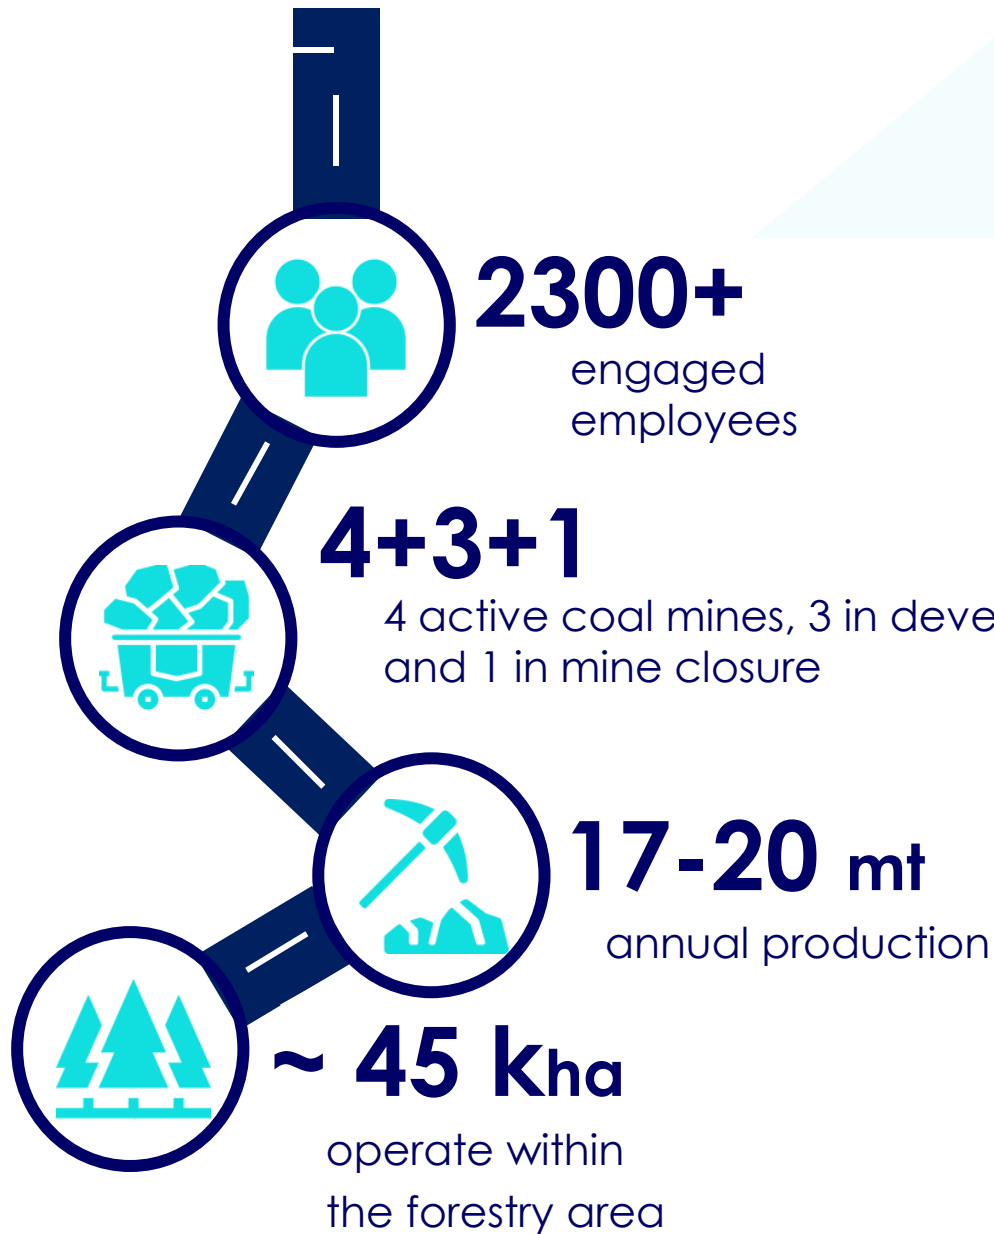 2300+
engaged
employees
4+3+1
4 active coal mines, 3 in deve
and 1 in mine closure
17-20 mt
annual production
~ 45 kha
operate within
the forestry area